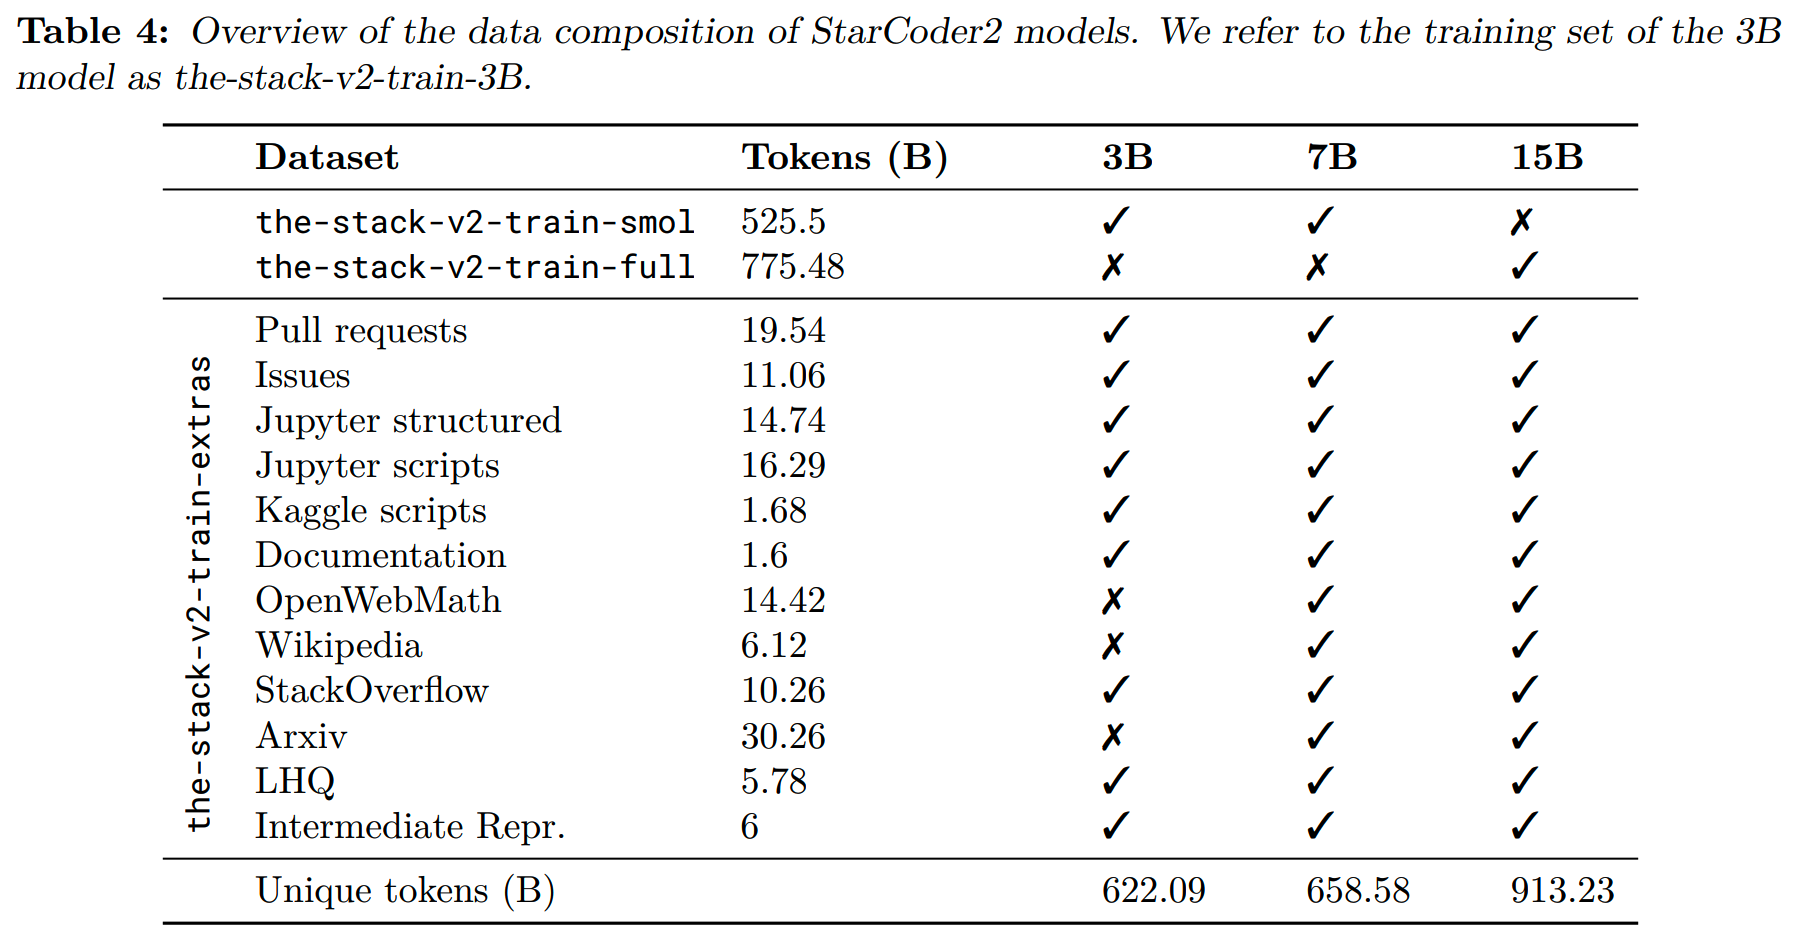 Table 4: Overview of the data composition of StarCoder2 models. We refer to the training set of the 3B
model as the-stack-v2-train-3B.
Dataset Tokens (B) 3B 7B 15B
the-stack-v2-train-smol 525.5 ✓ ✓ ✗
the-stack-v2-train-full 775.48 ✗ ✗ ✓
the-stack-v2-train-extras
Pull requests 19.54 ✓ ✓ ✓
Issues 11.06 ✓ ✓ ✓
Jupyter structured 14.74 ✓ ✓ ✓
Jupyter scripts 16.29 ✓ ✓ ✓
Kaggle scripts 1.68 ✓ ✓ ✓
Documentation 1.6 ✓ ✓ ✓
OpenWebMath 14.42 ✗ ✓ ✓
Wikipedia 6.12 ✗ ✓ ✓
StackOverflow 10.26 ✓ ✓ ✓
Arxiv 30.26 ✗ ✓ ✓
LHQ 5.78 ✓ ✓ ✓
Intermediate Repr. 6 ✓ ✓ ✓
Unique tokens (B) 622.09 658.58 913.23